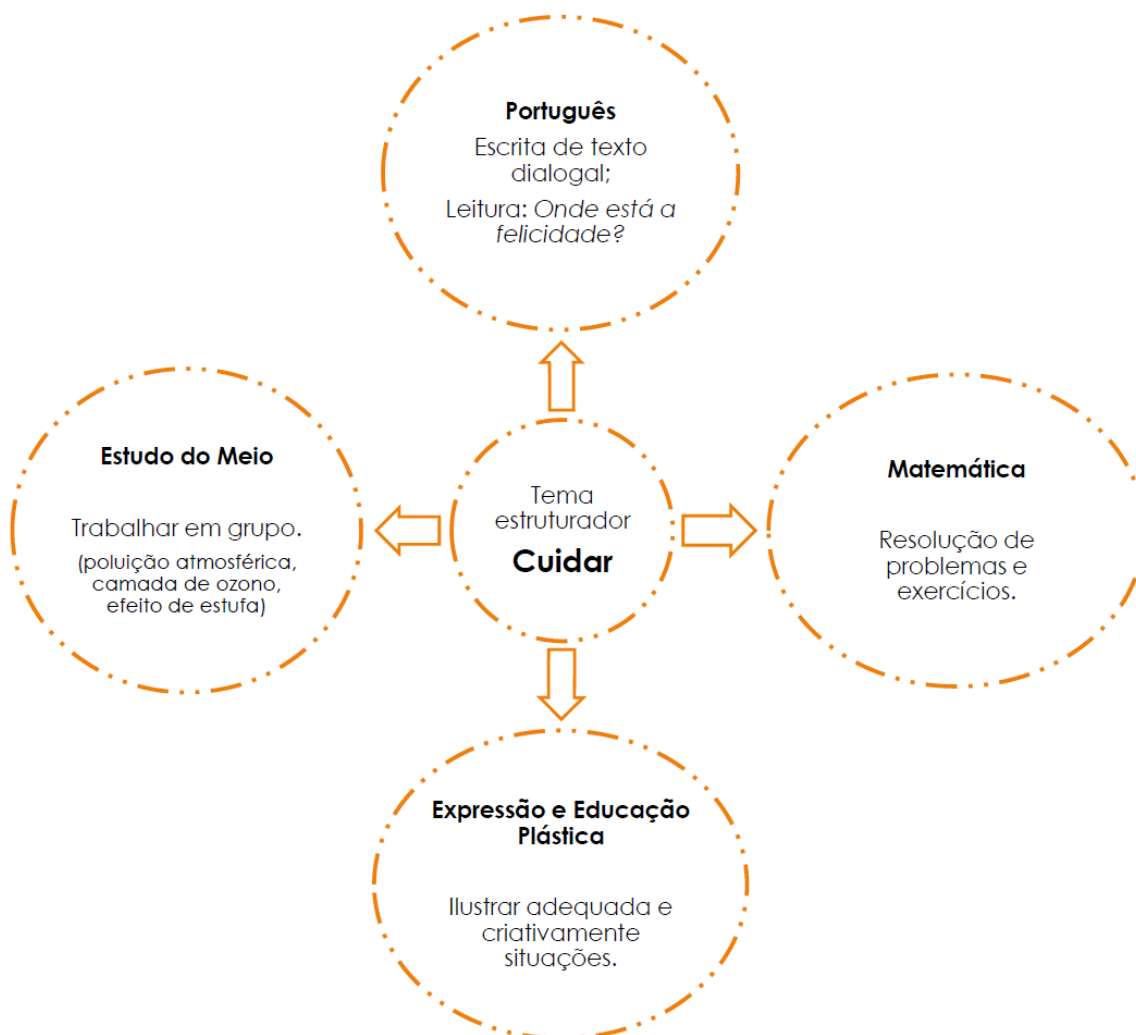 Português
Escrita de texto
dialogal;
Leitura: Onde está a
felicidade?
Estudo do Meio
Trabalhar em grupo.
(poluição atmosférica,
camada de ozono,
efeito de estufa)
Tema
estruturador
Cuidar
Matemática
Resolução de
problemas e
exercícios.
Expressão e Educação
Plástica
Ilustrar adequada e
criativamente
situações.